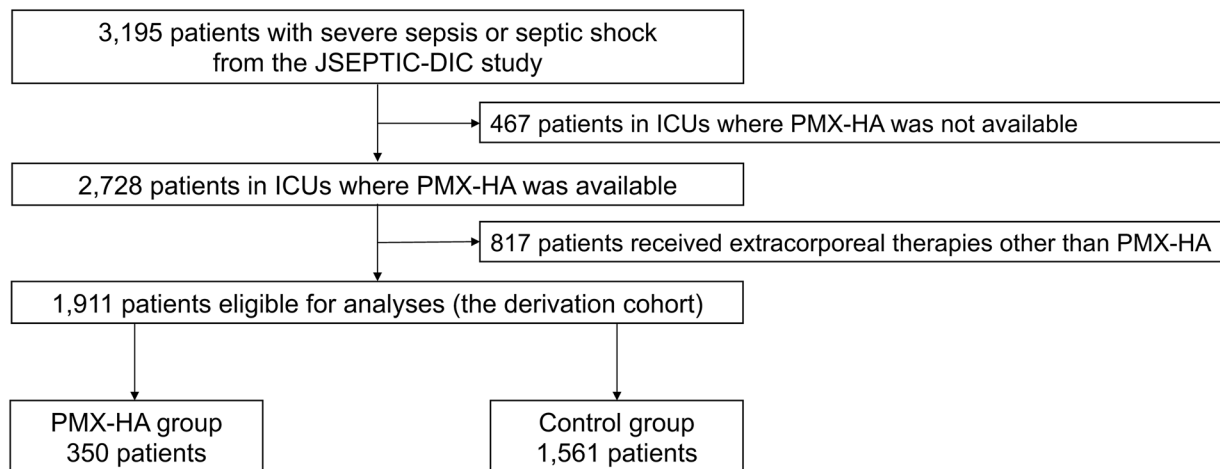 3,195 patients with severe sepsis or septic shock
from the JSEPTIC-DIC study
467 patients in ICUs where PMX-HA was not available
2,728 patients in ICUs where PMX-HA was available
817 patients received extracorporeal therapies other than PMX-HA
1,911 patients eligible for analyses (the derivation cohort)
PMX-HA group
350 patients
Control group
1,561 patients